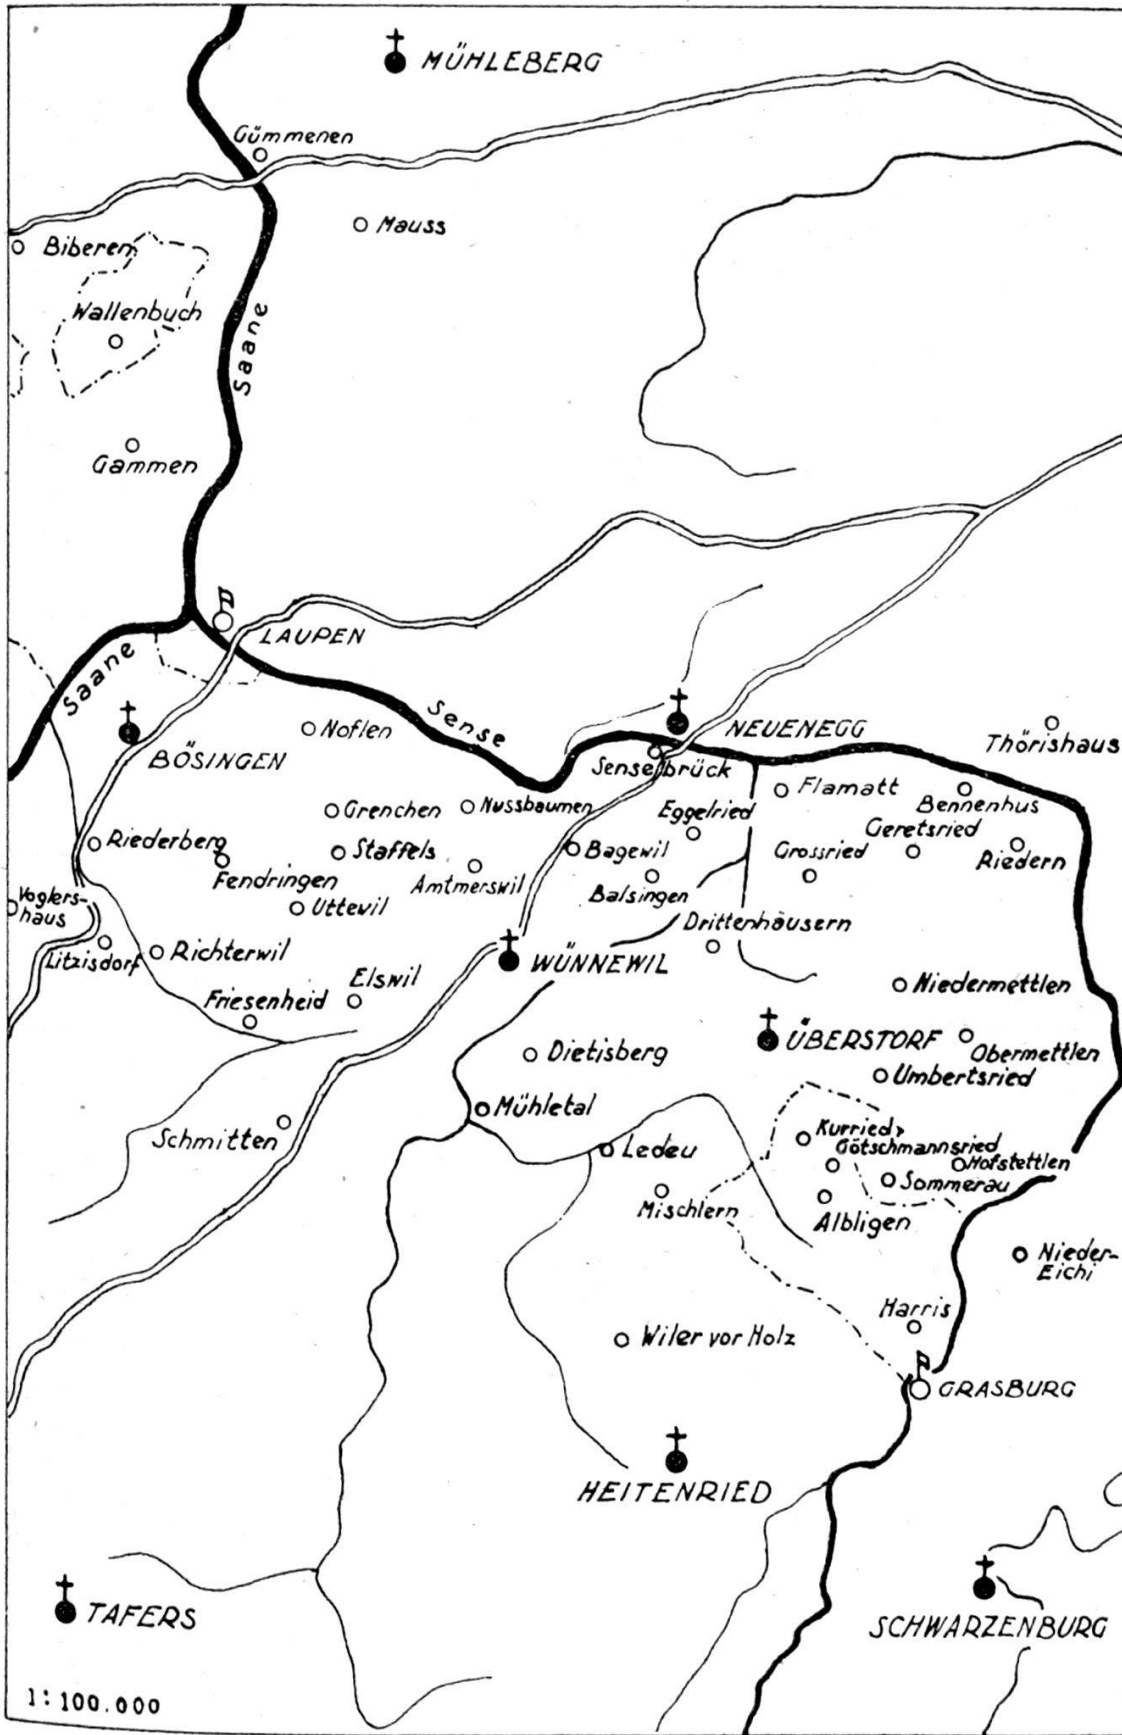 MÜHLEBERG
Gümmenen
Mauss
Biberen
Wallenbuch
Saane
Gammen
LAUPEN
Saane
Sense
Noflen
NEUENEGG
Thörishaus
BÖSINGEN
Sensebrück
Flamatt
Bennenhus
Grenchen
Nussbaumen
Eggelried
Geretsried
Riederberg
Staffels
Bagewil
Grossried
Riedern
Fendringen
Amtmerswil
Balsingen
Voglers-
haus
Uttewil
Drittenhäusern
Litzisdorf
Richterwil
WÜNNEWIL
Elswil
Niedermettlen
Friesenheid
ÜBERSTORF
Obermettlen
Dietisberg
Umbertsried
Mühletal
Schmitten
Kurried
Ledeu
Götschmannsried
Hofstettlen
Sommerau
Mischlern
Albligen
Nieder-
Eichi
Harris
Wiler vor Holz
GRASBURG
HEITENRIED
TAFERS
SCHWARZENBURG
1:100.000